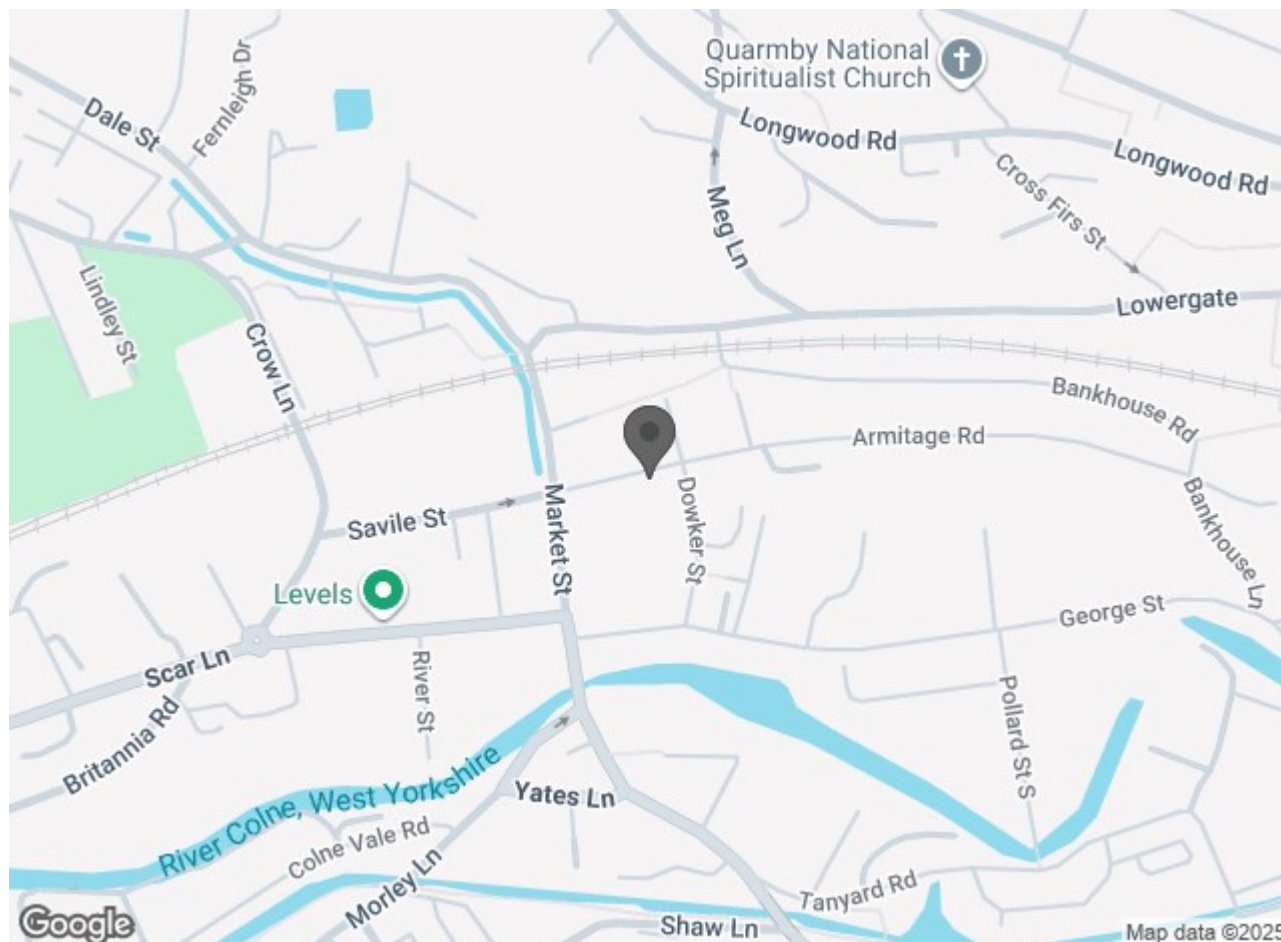 Quarmby National
Spiritualist Church
Dale St
Fernleigh Dr
Longwood Rd
Longwood Rd
Cross Firs St
Meg Ln
Lindley St
Crow Ln
Lowergate
Bankhouse Rd
Armitage Rd
Savile St
Market St
Dowker St
Bankhouse Ln
Levels
George St
Scar Ln
River St
Britannia Rd
Pollard St S
River Colne, West Yorkshire
Yates Ln
Colne Vale Rd
Morley Ln
Tanyard Rd
Shaw Ln
Google
Map data ©2025